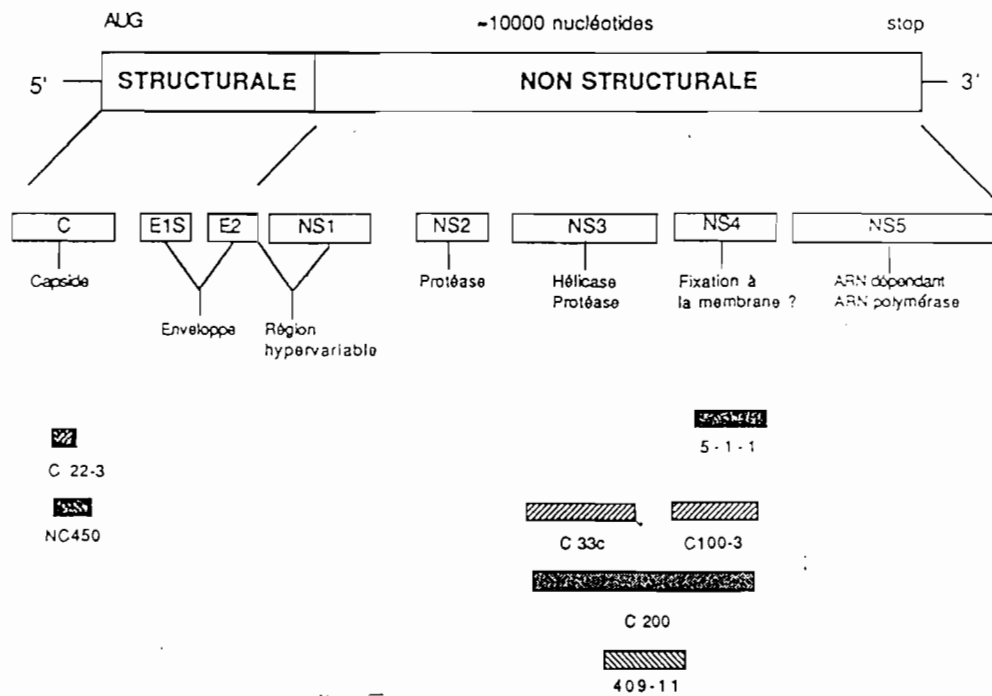 AUG ~10000 nucléotides stop
5' STRUCTURALE NON STRUCTURALE 3'
C E1S E2 NS1 NS2 NS3 NS4 NS5
Capside
Enveloppe
Région
hypervariable
Protéase
Hélicase
Protéase
Fixation à
la membrane ?
ARN dépendant
ARN polymérase
5-1-1
C 22-3
NC450
C 33c C100-3
C 200
409-11